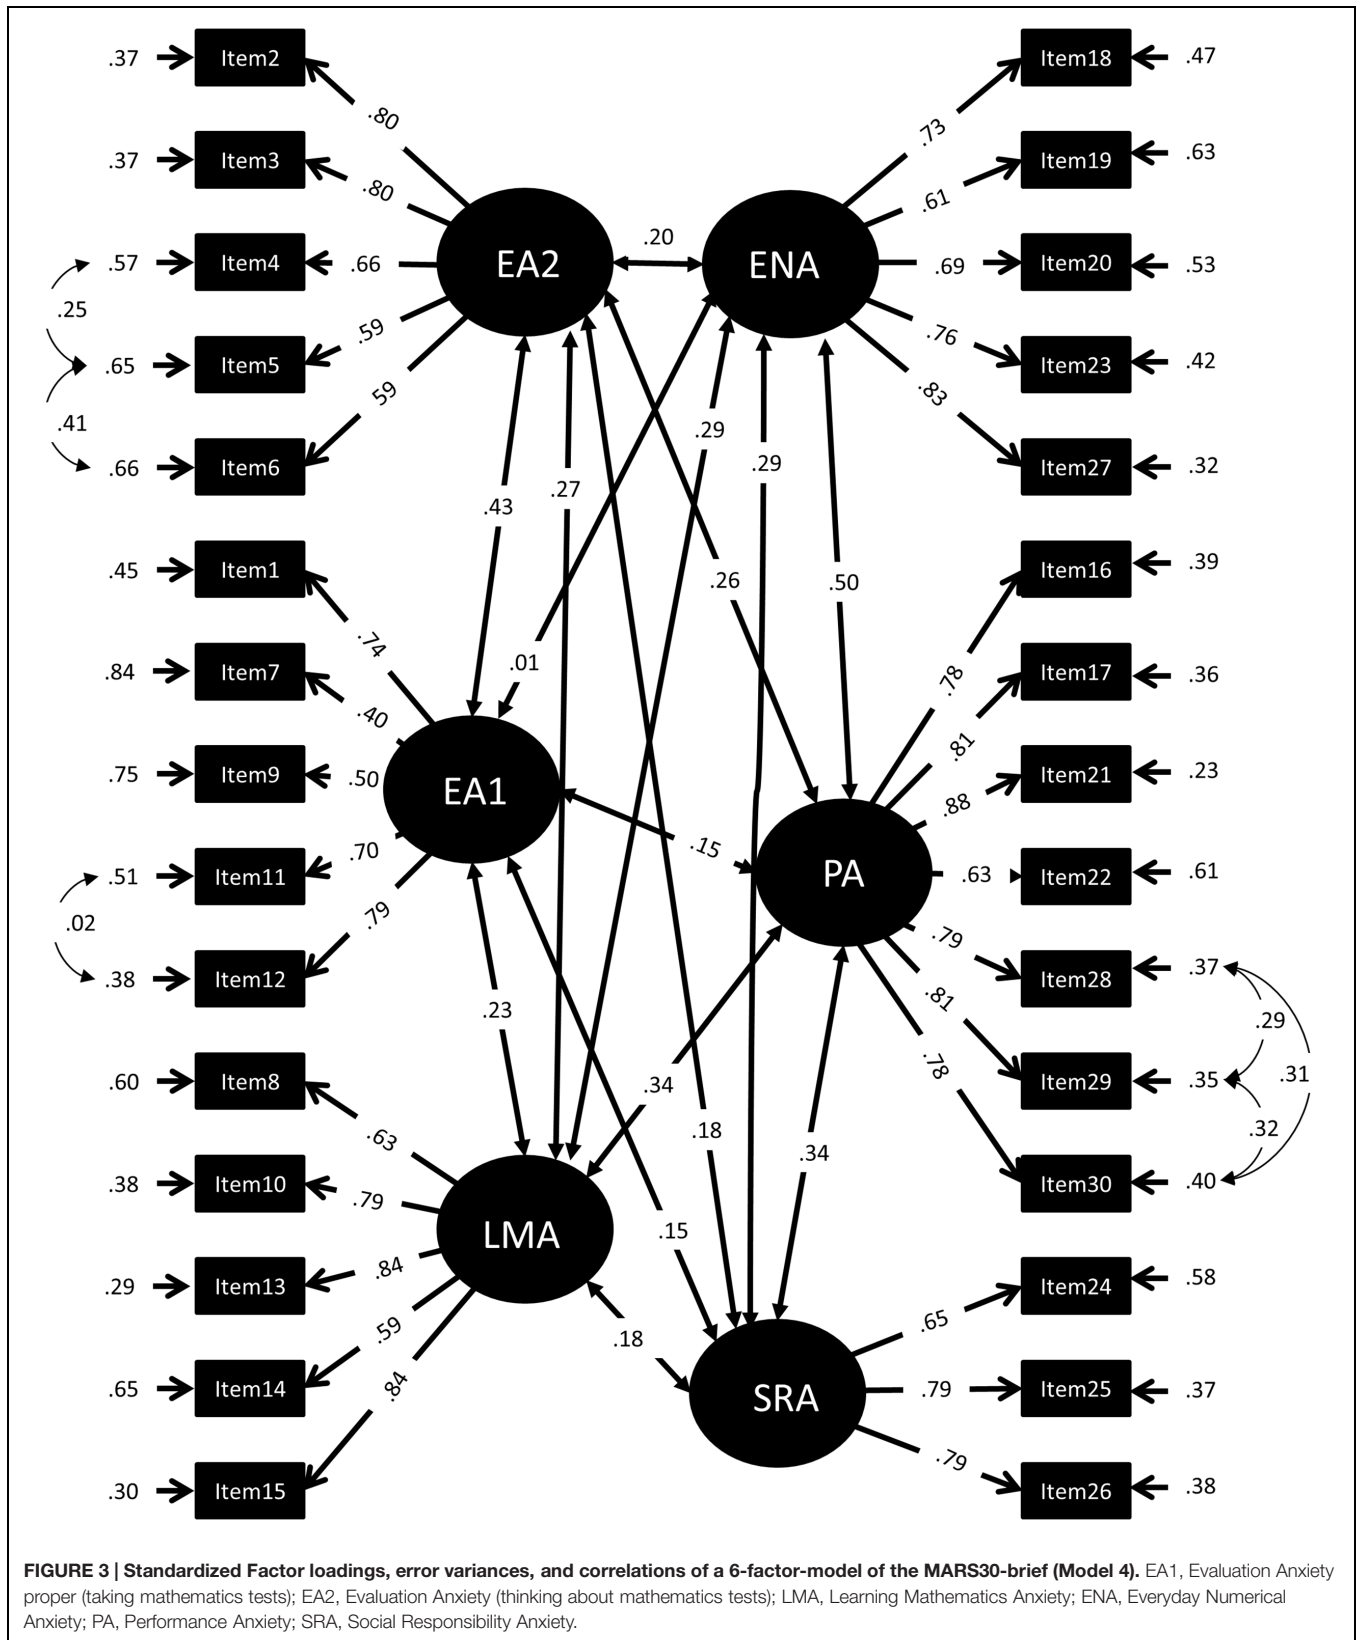 .37 Item2 .80
.37 Item3 .80
.57 Item4 .66
.25
.65 Item5 .59
.41
.66 Item6 59
.45 Item1 .74
.84 Item7 .40
.75 Item9 .50
.51 Item11 .70
.02
.38 Item12 .79
.60 Item8 .63
.38 Item10 .79
.29 Item13 .84
.65 Item14 .59
.30 Item15 .84
EA2
.20
ENA
.43
.27
.29
.29
.26
.50
.01
EA1
.15
PA
.23
.34
.18
.34
.15
LMA
.18
SRA
.73 Item18 .47
.61 Item19 .63
.69 Item20 .53
.76 Item23 .42
.83 Item27 .32
.78 Item16 .39
.81 Item17 .36
.88 Item21 .23
.63 Item22 .61
.79 Item28 .37
.29
.81 Item29 .35
.31
.32
.78 Item30 .40
.65 Item24 .58
.79 Item25 .37
.79 Item26 .38
FIGURE 3 | Standardized Factor loadings, error variances, and correlations of a 6-factor-model of the MARS30-brief (Model 4). EA1, Evaluation Anxiety
proper (taking mathematics tests); EA2, Evaluation Anxiety (thinking about mathematics tests); LMA, Learning Mathematics Anxiety; ENA, Everyday Numerical
Anxiety; PA, Performance Anxiety; SRA, Social Responsibility Anxiety.